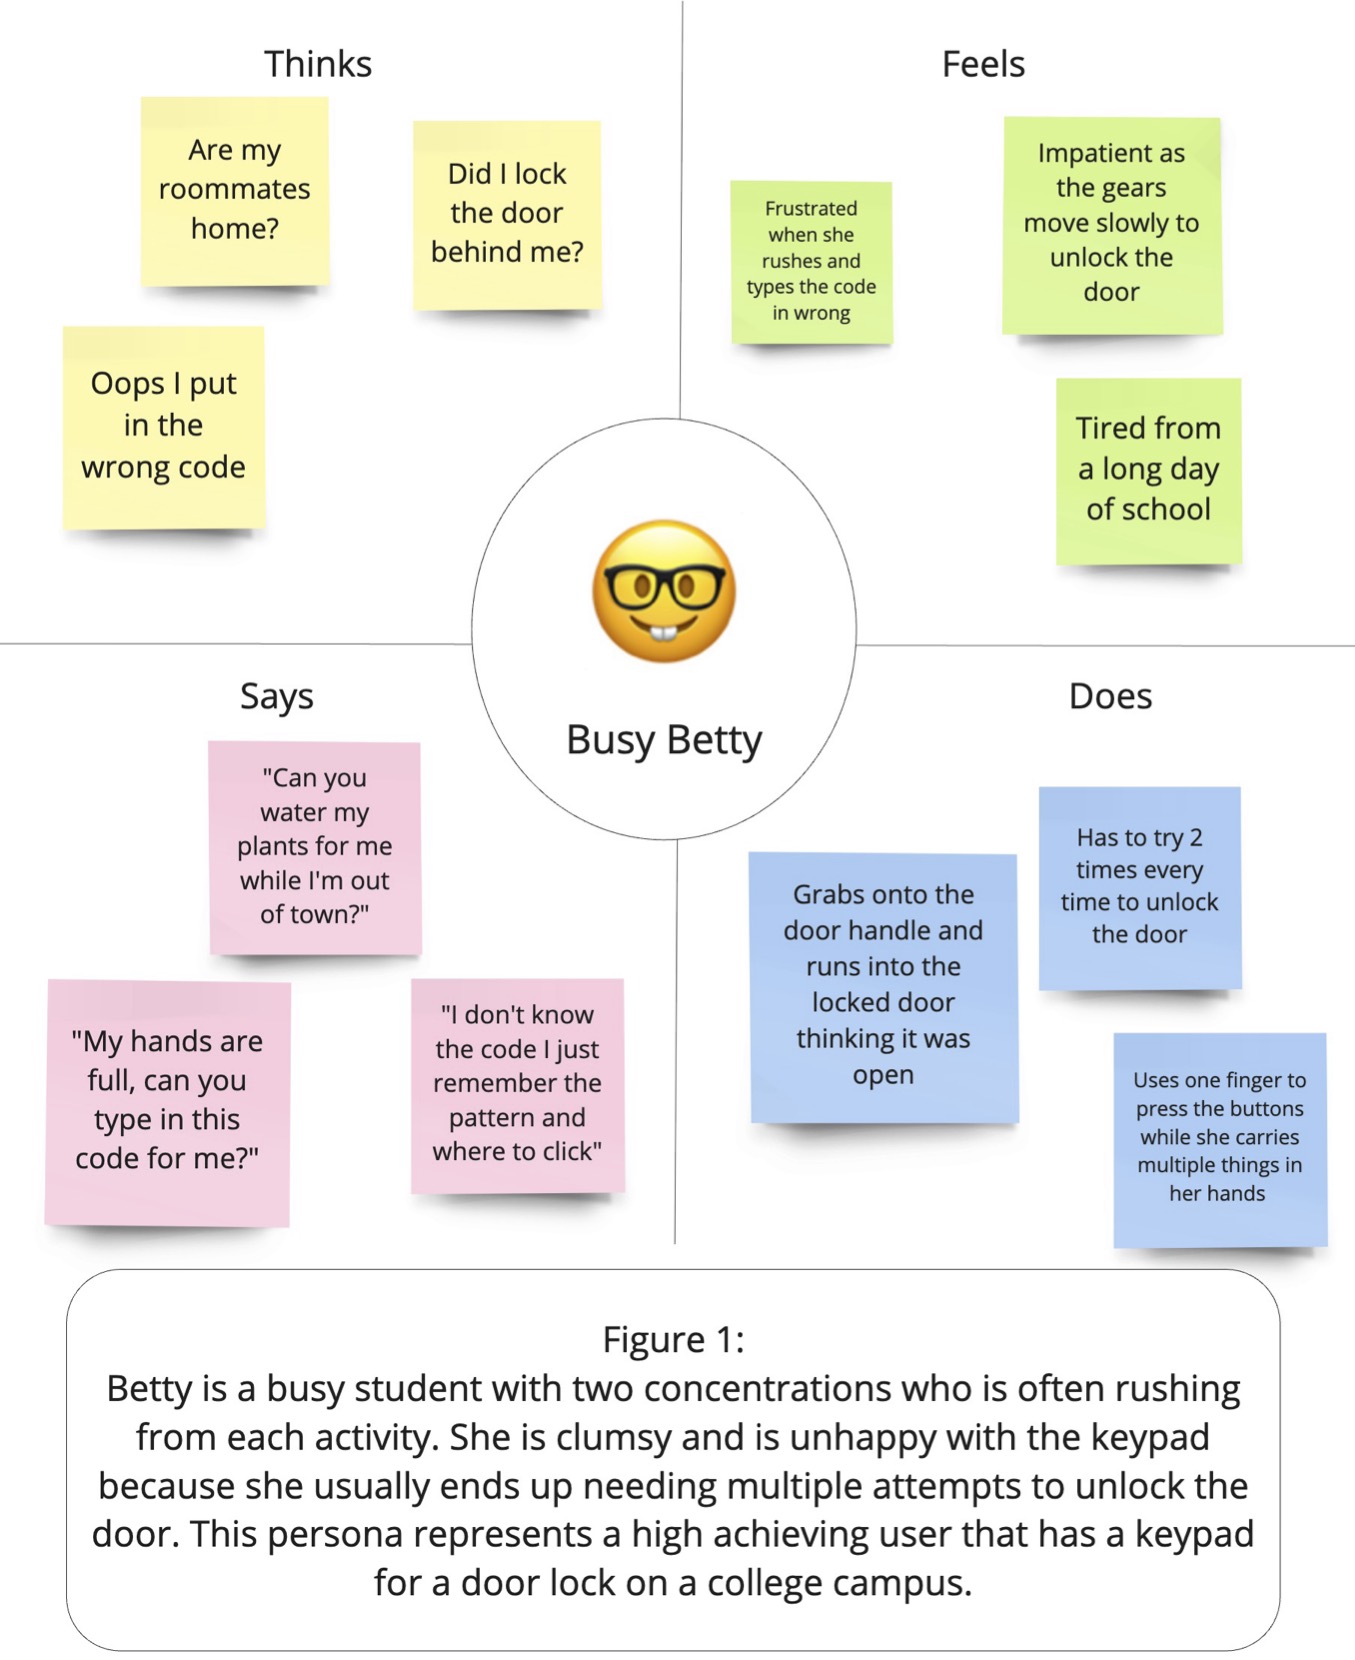 Thinks
Are my
roommates
home?
Did I lock
the door
behind me?
Oops I put
in the
wrong code
Feels
Frustrated
when she
rushes and
types the code
in wrong
Impatient as
the gears
move slowly to
unlock the
door
Tired from
a long day
of school
Busy Betty
Says
"Can you
water my
plants for me
while I'm out
of town?"
"My hands are
full, can you
type in this
code for me?"
"I don't know
the code I just
remember the
pattern and
where to click"
Does
Grabs onto the
door handle and
runs into the
locked door
thinking it was
open
Has to try 2
times every
time to unlock
the door
Uses one finger to
press the buttons
while she carries
multiple things in
her hands
Figure 1:
Betty is a busy student with two concentrations who is often rushing
from each activity. She is clumsy and is unhappy with the keypad
because she usually ends up needing multiple attempts to unlock the
door. This persona represents a high achieving user that has a keypad
for a door lock on a college campus.